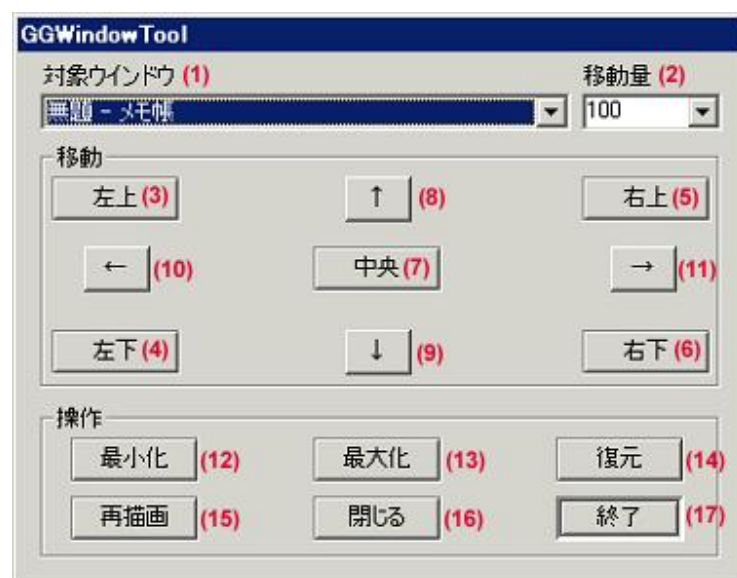 GGWindowTool
対象ウインドウ (1) 移動量 (2)
無題 - メモ帳 100
移動
左上 (3) ↑ (8) 右上 (5)
← (10) 中央 (7) → (11)
左下 (4) ↓ (9) 右下 (6)
操作
最小化 (12) 最大化 (13) 復元 (14)
再描画 (15) 閉じる (16) 終了 (17)